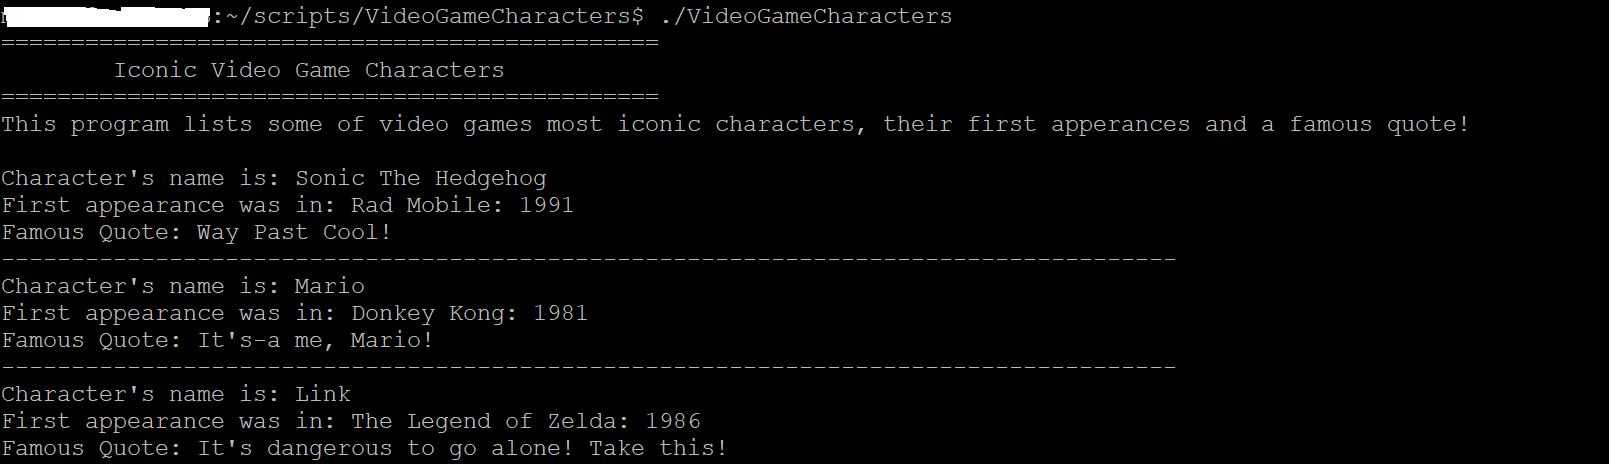 :~/scripts/VideoGameCharacters$ ./VideoGameCharacters
===============================================
Iconic Video Game Characters
===============================================
This program lists some of video games most iconic characters, their first apperances and a famous quote!
Character's name is: Sonic The Hedgehog
First appearance was in: Rad Mobile: 1991
Famous Quote: Way Past Cool!
------------------------------------------------------------------------------------
Character's name is: Mario
First appearance was in: Donkey Kong: 1981
Famous Quote: It's-a me, Mario!
------------------------------------------------------------------------------------
Character's name is: Link
First appearance was in: The Legend of Zelda: 1986
Famous Quote: It's dangerous to go alone! Take this!